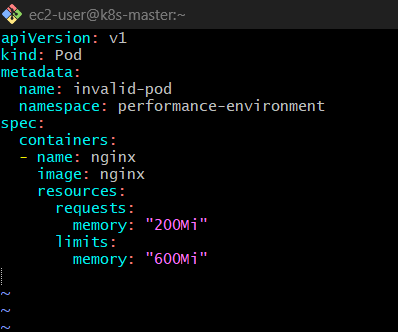 ec2-user@k8s-master:~
apiVersion: v1
kind: Pod
metadata:
  name: invalid-pod
  namespace: performance-environment
spec:
  containers:
  - name: nginx
    image: nginx
    resources:
      requests:
        memory: "200Mi"
      limits:
        memory: "600Mi"
~
~
~